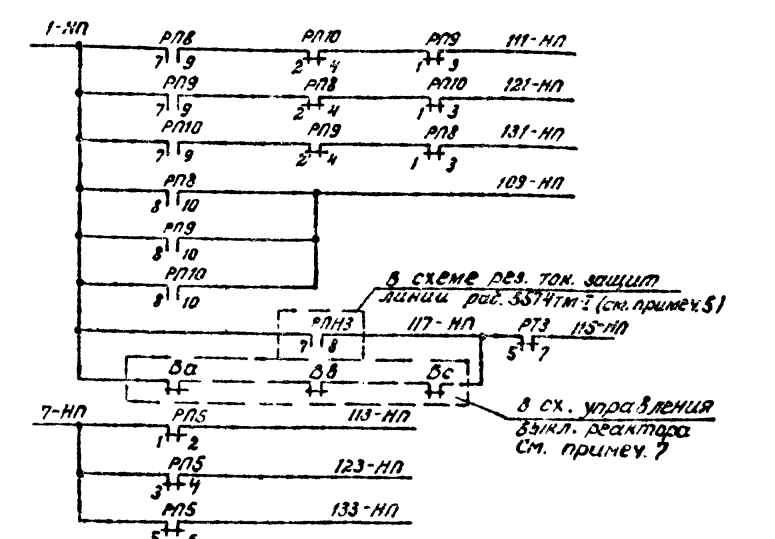 1-НП
РП8 РП10 РП9 111-НП
7 9 2 4 1 3
РП9 РП8 РП10 121-НП
7 9 2 4 1 3
РП10 РП9 РП8 131-НП
7 9 2 4 1 3
РП8 109-НП
8 10
РП9
8 10
РП10
8 10
В схеме рез. ток. защит
линии рис. 5574тм-I (см. примеч. 5)
РПНЗ 117-НП РТ3 115-НП
7 8 5 7
Ва Вв Вс
В сх. управления
выкл. реактора
См. примеч. 7
7-НП РП5 113-НП
1 2
РП5 123-НП
3 4
РП5 133-НП
5 6